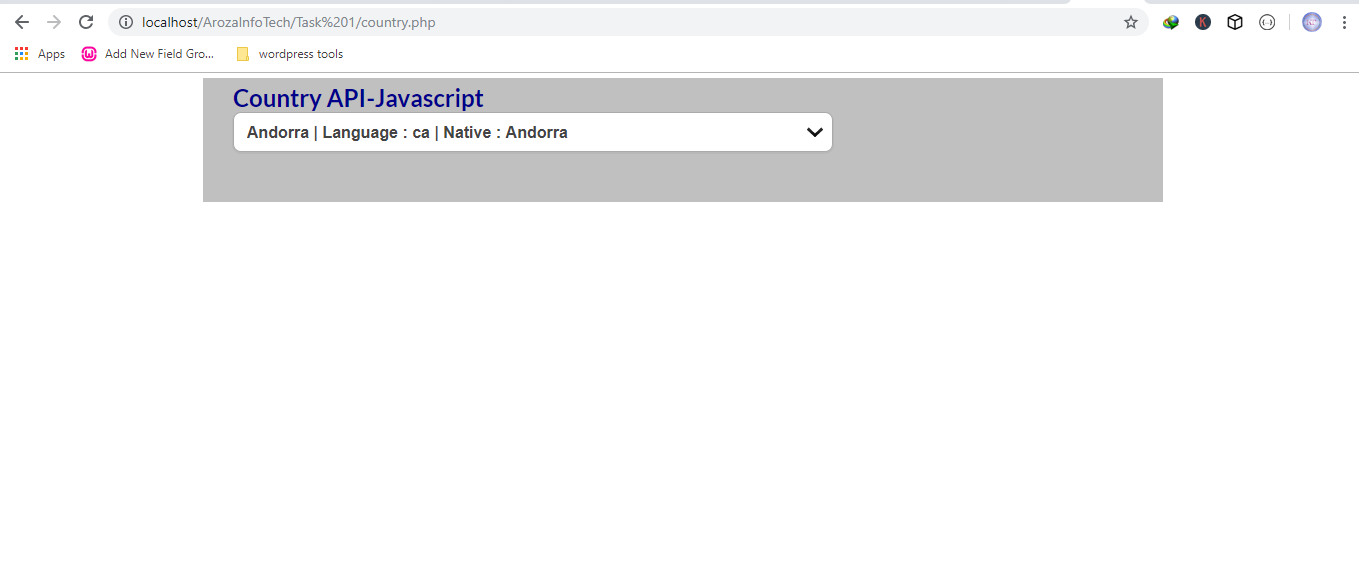 localhost/ArozaInfoTech/Task%201/country.php
Apps Add New Field Gro... wordpress tools
Country API-Javascript
Andorra | Language : ca | Native : Andorra